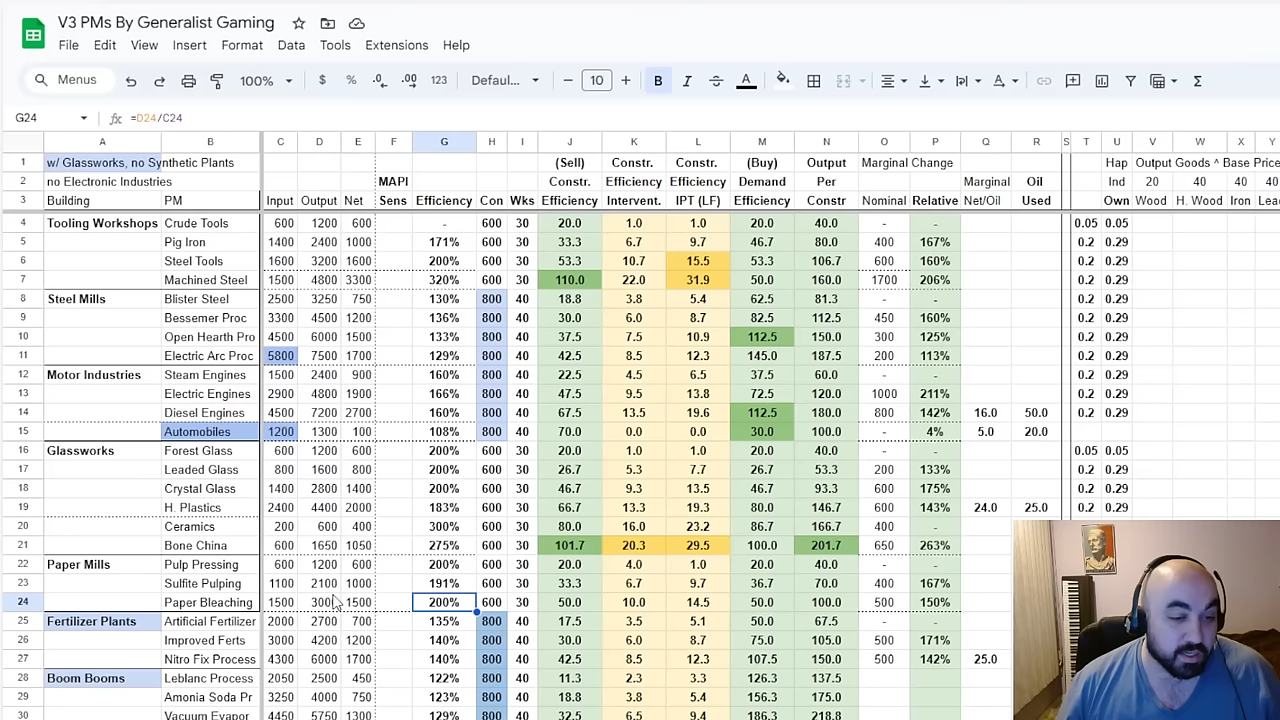 V3 PMs By Generalist Gaming
File Edit View Insert Format Data Tools Extensions Help
Menus 100% $ % .0 .00 123 Defaul... − 10 + B I S A Σ
G24 fx =D24/C24
A B C D E F G H I J K L M N O P Q R S T U V W X Y
1 w/ Glassworks, no Synthetic Plants (Sell) Constr. Constr. (Buy) Output Marginal Change Hap Output Goods ^ Base Price
2 no Electronic Industries MAPI Constr. Efficiency Efficiency Demand Per Marginal Oil Ind 20 40 40 40
3 Building PM Input Output Net Sens Efficiency Con Wks Efficiency Intervent. IPT (LF) Efficiency Constr Nominal Relative Net/Oil Used Own Wood H. Wood Iron Lea
4 Tooling Workshops Crude Tools 600 1200 600 - 600 30 20.0 1.0 1.0 20.0 40.0 - - 0.05 0.05
5 Pig Iron 1400 2400 1000 171% 600 30 33.3 6.7 9.7 46.7 80.0 400 167% 0.2 0.29
6 Steel Tools 1600 3200 1600 200% 600 30 53.3 10.7 15.5 53.3 106.7 600 160% 0.2 0.29
7 Machined Steel 1500 4800 3300 320% 600 30 110.0 22.0 31.9 50.0 160.0 1700 206% 0.2 0.29
8 Steel Mills Blister Steel 2500 3250 750 130% 800 40 18.8 3.8 5.4 62.5 81.3 - - 0.2 0.29
9 Bessemer Proc 3300 4500 1200 136% 800 40 30.0 6.0 8.7 82.5 112.5 450 160% 0.2 0.29
10 Open Hearth Pro 4500 6000 1500 133% 800 40 37.5 7.5 10.9 112.5 150.0 300 125% 0.2 0.29
11 Electric Arc Proc 5800 7500 1700 129% 800 40 42.5 8.5 12.3 145.0 187.5 200 113% 0.2 0.29
12 Motor Industries Steam Engines 1500 2400 900 160% 800 40 22.5 4.5 6.5 37.5 60.0 - - 0.2 0.29
13 Electric Engines 2900 4800 1900 166% 800 40 47.5 9.5 13.8 72.5 120.0 1000 211% 0.2 0.29
14 Diesel Engines 4500 7200 2700 160% 800 40 67.5 13.5 19.6 112.5 180.0 800 142% 16.0 50.0 0.2 0.29
15 Automobiles 1200 1300 100 108% 800 40 70.0 0.0 0.0 30.0 100.0 - 4% 5.0 20.0 0.2 0.29
16 Glassworks Forest Glass 600 1200 600 200% 600 30 20.0 1.0 1.0 20.0 40.0 - - 0.05 0.05
17 Leaded Glass 800 1600 800 200% 600 30 26.7 5.3 7.7 26.7 53.3 200 133% 0.2 0.29
18 Crystal Glass 1400 2800 1400 200% 600 30 46.7 9.3 13.5 46.7 93.3 600 175% 0.2 0.29
19 H. Plastics 2400 4400 2000 183% 600 30 66.7 13.3 19.3 80.0 146.7 600 143% 24.0 25.0 0.2 0.29
20 Ceramics 200 600 400 300% 600 30 80.0 16.0 23.2 86.7 166.7 400 -
21 Bone China 600 1650 1050 275% 600 30 101.7 20.3 29.5 100.0 201.7 650 263%
22 Paper Mills Pulp Pressing 600 1200 600 200% 600 30 20.0 4.0 1.0 20.0 40.0 - -
23 Sulfite Pulping 1100 2100 1000 191% 600 30 33.3 6.7 9.7 36.7 70.0 400 167%
24 Paper Bleaching 1500 3000 1500 200% 600 30 50.0 10.0 14.5 50.0 100.0 500 150%
25 Fertilizer Plants Artificial Fertilizer 2000 2700 700 135% 800 40 17.5 3.5 5.1 50.0 67.5 - -
26 Improved Ferts 3000 4200 1200 140% 800 40 30.0 6.0 8.7 75.0 105.0 500 171%
27 Nitro Fix Process 4300 6000 1700 140% 800 40 42.5 8.5 12.3 107.5 150.0 500 142% 25.0
28 Boom Booms Leblanc Process 2050 2500 450 122% 800 40 11.3 2.3 3.3 126.3 137.5 - -
29 Amonia Soda Pr 3250 4000 750 123% 800 40 18.8 3.8 5.4 156.3 175.0
30 Vacuum Evapor 4450 5750 1300 129% 800 40 32.5 6.5 9.4 186.3 218.8